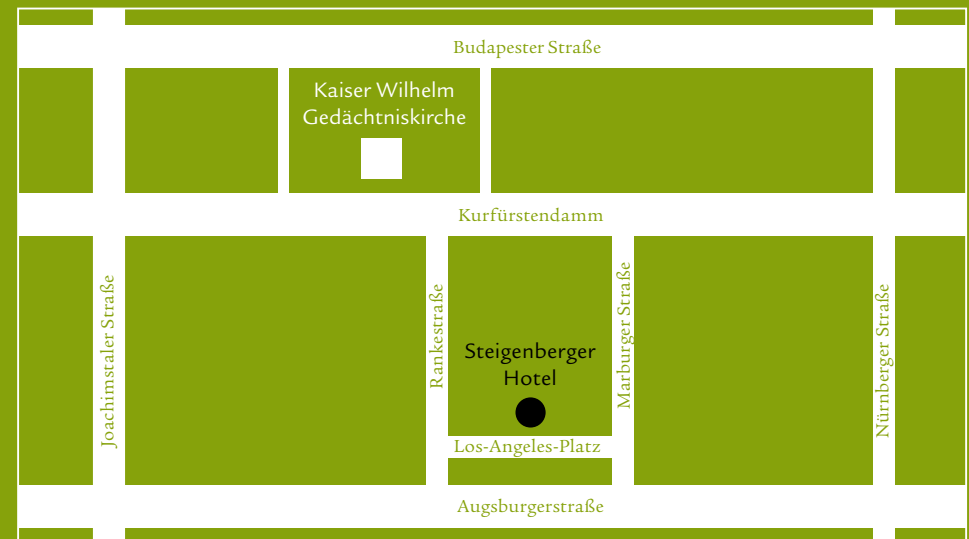 Budapester Straße
Kaiser Wilhelm
Gedächtniskirche
Kurfürstendamm
Joachimstaler Straße
Rankestraße
Steigenberger
Hotel
Marburger Straße
Nürnberger Straße
Los-Angeles-Platz
Augsburgerstraße